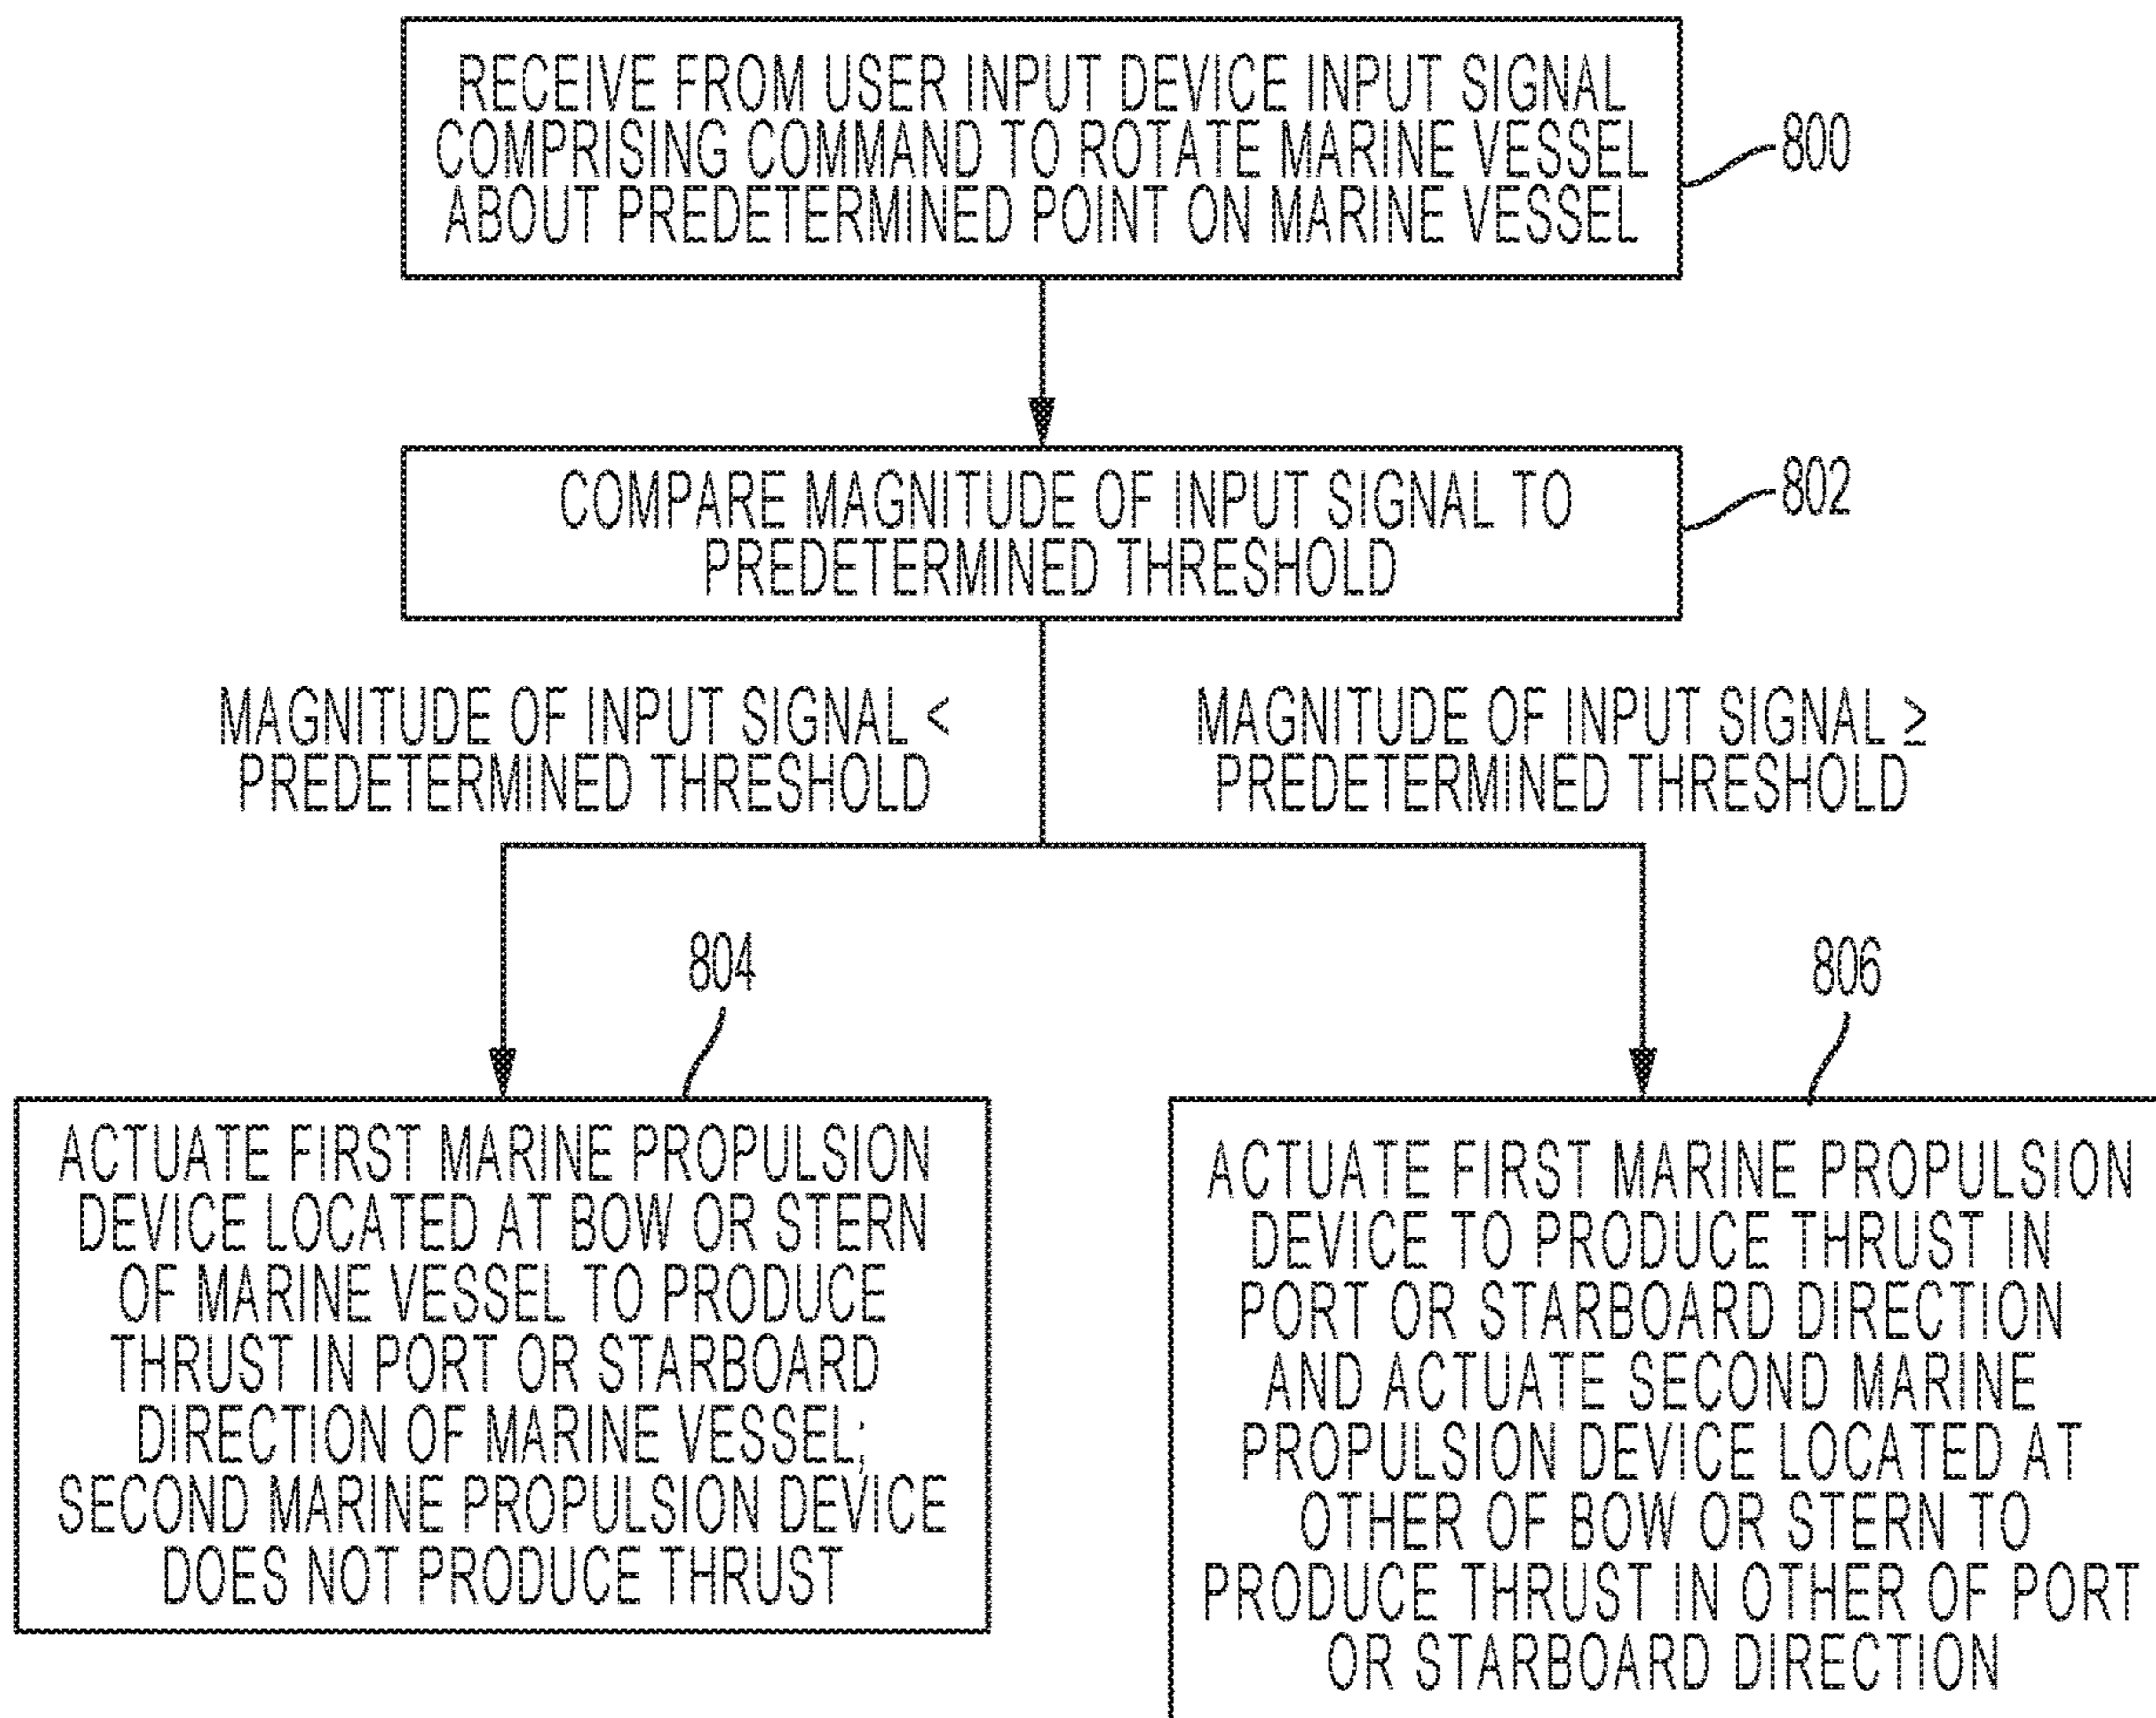 RECEIVE FROM USER INPUT DEVICE INPUT SIGNAL
COMPRISING COMMAND TO ROTATE MARINE VESSEL
ABOUT PREDETERMINED POINT ON MARINE VESSEL
800
COMPARE MAGNITUDE OF INPUT SIGNAL TO
PREDETERMINED THRESHOLD
802
MAGNITUDE OF INPUT SIGNAL <
PREDETERMINED THRESHOLD
MAGNITUDE OF INPUT SIGNAL ≥
PREDETERMINED THRESHOLD
804
ACTUATE FIRST MARINE PROPULSION
DEVICE LOCATED AT BOW OR STERN
OF MARINE VESSEL TO PRODUCE
THRUST IN PORT OR STARBOARD
DIRECTION OF MARINE VESSEL;
SECOND MARINE PROPULSION DEVICE
DOES NOT PRODUCE THRUST
806
ACTUATE FIRST MARINE PROPULSION
DEVICE TO PRODUCE THRUST IN
PORT OR STARBOARD DIRECTION
AND ACTUATE SECOND MARINE
PROPULSION DEVICE LOCATED AT
OTHER OF BOW OR STERN TO
PRODUCE THRUST IN OTHER OF PORT
OR STARBOARD DIRECTION